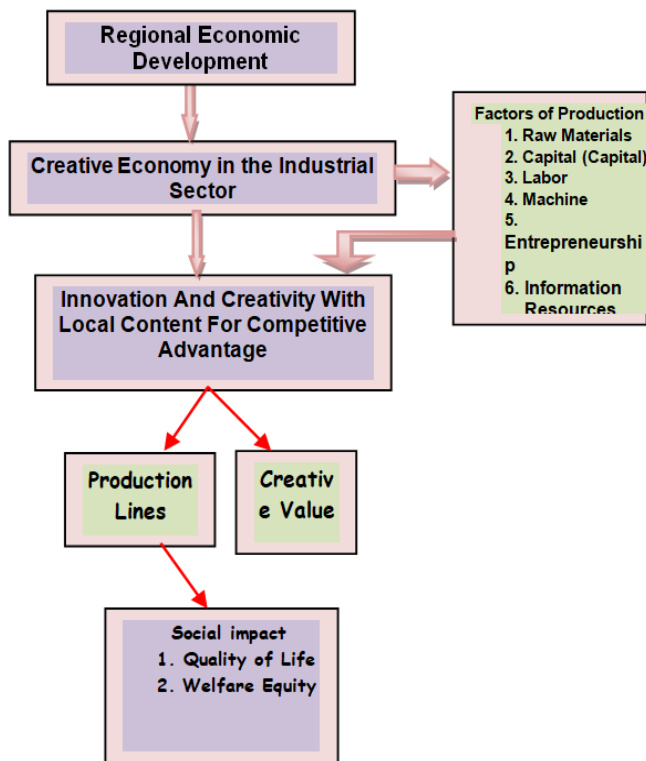 Regional Economic
Development
Creative Economy in the Industrial
Sector
Factors of Production
1. Raw Materials
2. Capital (Capital)
3. Labor
4. Machine
5.
Entrepreneurshi
p
6. Information
Resources
Innovation And Creativity With
Local Content For Competitive
Advantage
Production
Lines
Creativ
e Value
Social impact
1. Quality of Life
2. Welfare Equity